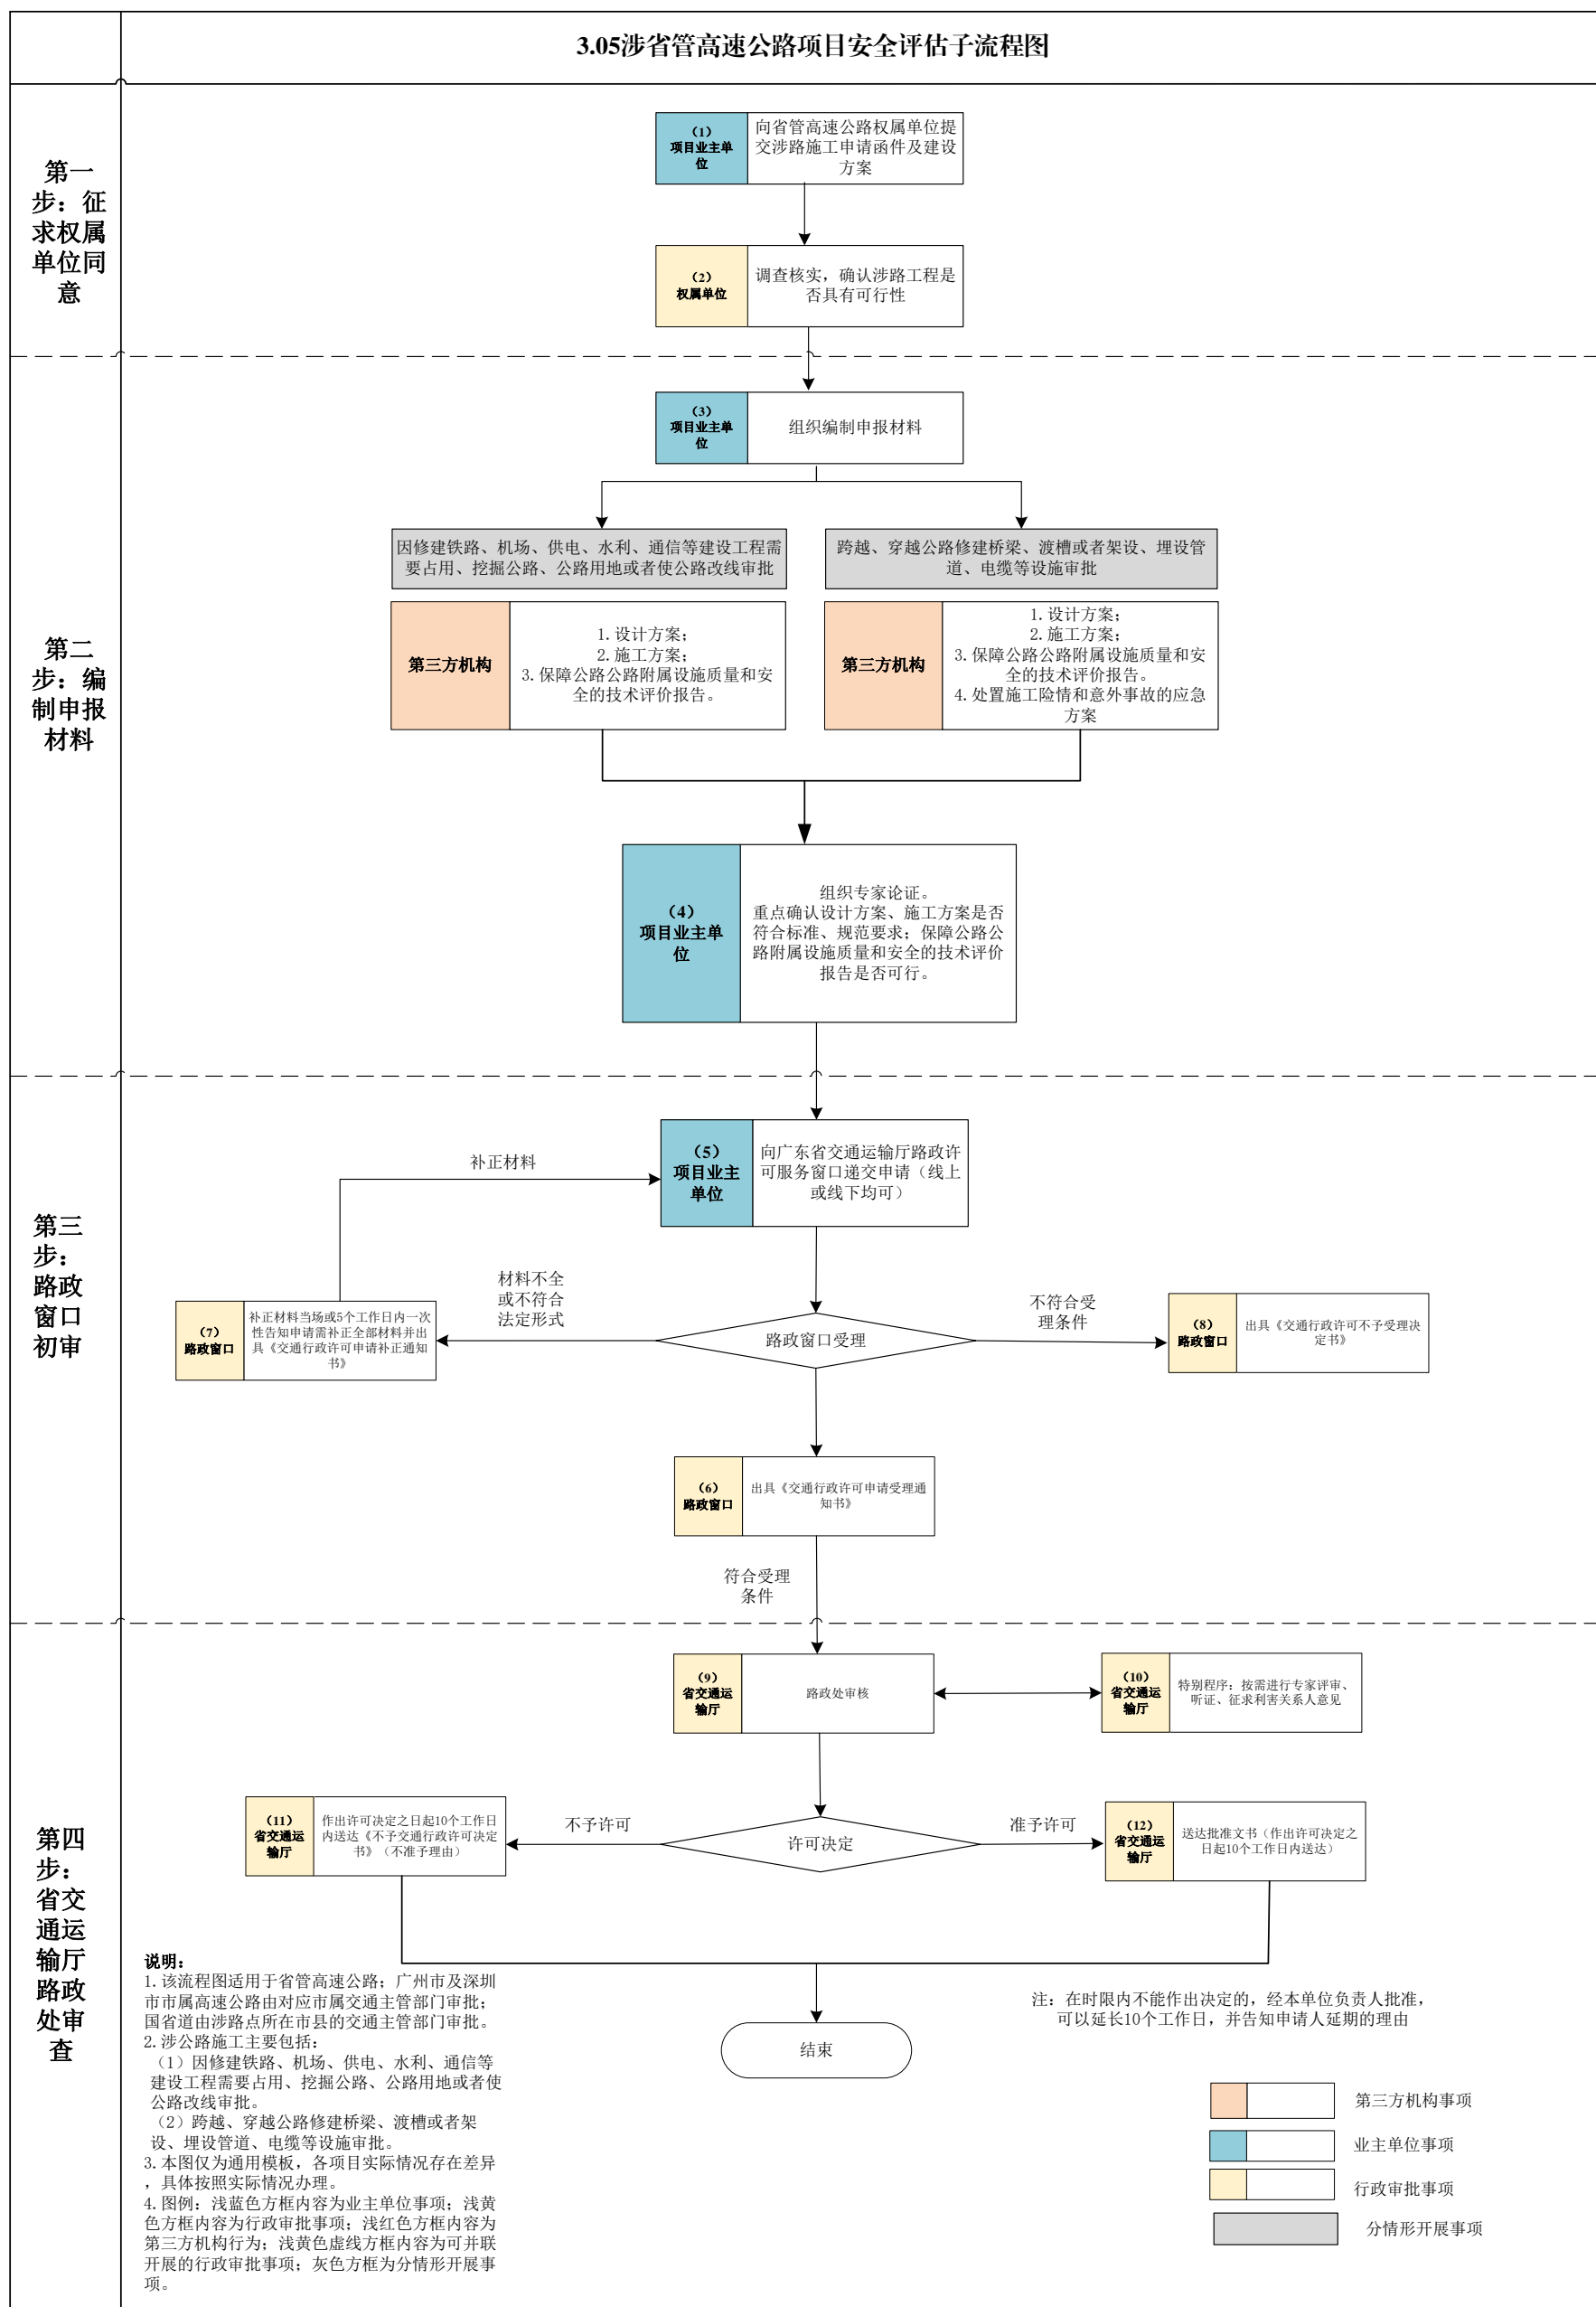 3.05涉省管高速公路项目安全评估子流程图
第一
步：征
求权属
单位同
意
（1）
项目业主单
位
向省管高速公路权属单位提
交涉路施工申请函件及建设
方案
（2）
权属单位
调查核实，确认涉路工程是
否具有可行性
第二
步：编
制申报
材料
（3）
项目业主单
位
组织编制申报材料
因修建铁路、机场、供电、水利、通信等建设工程需
要占用、挖掘公路、公路用地或者使公路改线审批
跨越、穿越公路修建桥梁、渡槽或者架设、埋设管
道、电缆等设施审批
第三方机构
1.设计方案；
2.施工方案；
3.保障公路公路附属设施质量和安
全的技术评价报告。
第三方机构
1.设计方案；
2.施工方案；
3.保障公路公路附属设施质量和安
全的技术评价报告。
4.处置施工险情和意外事故的应急
方案
（4）
项目业主单
位
组织专家论证。
重点确认设计方案、施工方案是否
符合标准、规范要求；保障公路公
路附属设施质量和安全的技术评价
报告是否可行。
第三
步：
路政
窗口
初审
（5）
项目业主
单位
向广东省交通运输厅路政许
可服务窗口递交申请（线上
或线下均可）
补正材料
材料不全
或不符合
法定形式
不符合受
理条件
（7）
路政窗口
补正材料当场或5个工作日内一次
性告知申请需补正全部材料并出
具《交通行政许可申请补正通知
书》
路政窗口受理
（8）
路政窗口
出具《交通行政许可不予受理决
定书》
（6）
路政窗口
出具《交通行政许可申请受理通
知书》
符合受理
条件
第四
步：
省交
通运
输厅
路政
处审
查
（9）
省交通运
输厅
路政处审核
（10）
省交通运
输厅
特别程序：按需进行专家评审、
听证、征求利害关系人意见
（11）
省交通运
输厅
作出许可决定之日起10个工作日
内送达《不予交通行政许可决定
书》（不准予理由）
不予许可
许可决定
准予许可
（12）
省交通运
输厅
送达批准文书（作出许可决定之
日起10个工作日内送达）
结束
说明：
1.该流程图适用于省管高速公路；广州市及深圳
市市属高速公路由对应市属交通主管部门审批；
国省道由涉路点所在市县的交通主管部门审批。
2.涉公路施工主要包括：
（1）因修建铁路、机场、供电、水利、通信等
建设工程需要占用、挖掘公路、公路用地或者使
公路改线审批。
（2）跨越、穿越公路修建桥梁、渡槽或者架
设、埋设管道、电缆等设施审批。
3.本图仅为通用模板，各项目实际情况存在差异
，具体按照实际情况办理。
4.图例：浅蓝色方框内容为业主单位事项；浅黄
色方框内容为行政审批事项；浅红色方框内容为
第三方机构行为；浅黄色虚线方框内容为可并联
开展的行政审批事项；灰色方框为分情形开展事
项。
注：在时限内不能作出决定的，经本单位负责人批准，
可以延长10个工作日，并告知申请人延期的理由
第三方机构事项
业主单位事项
行政审批事项
分情形开展事项